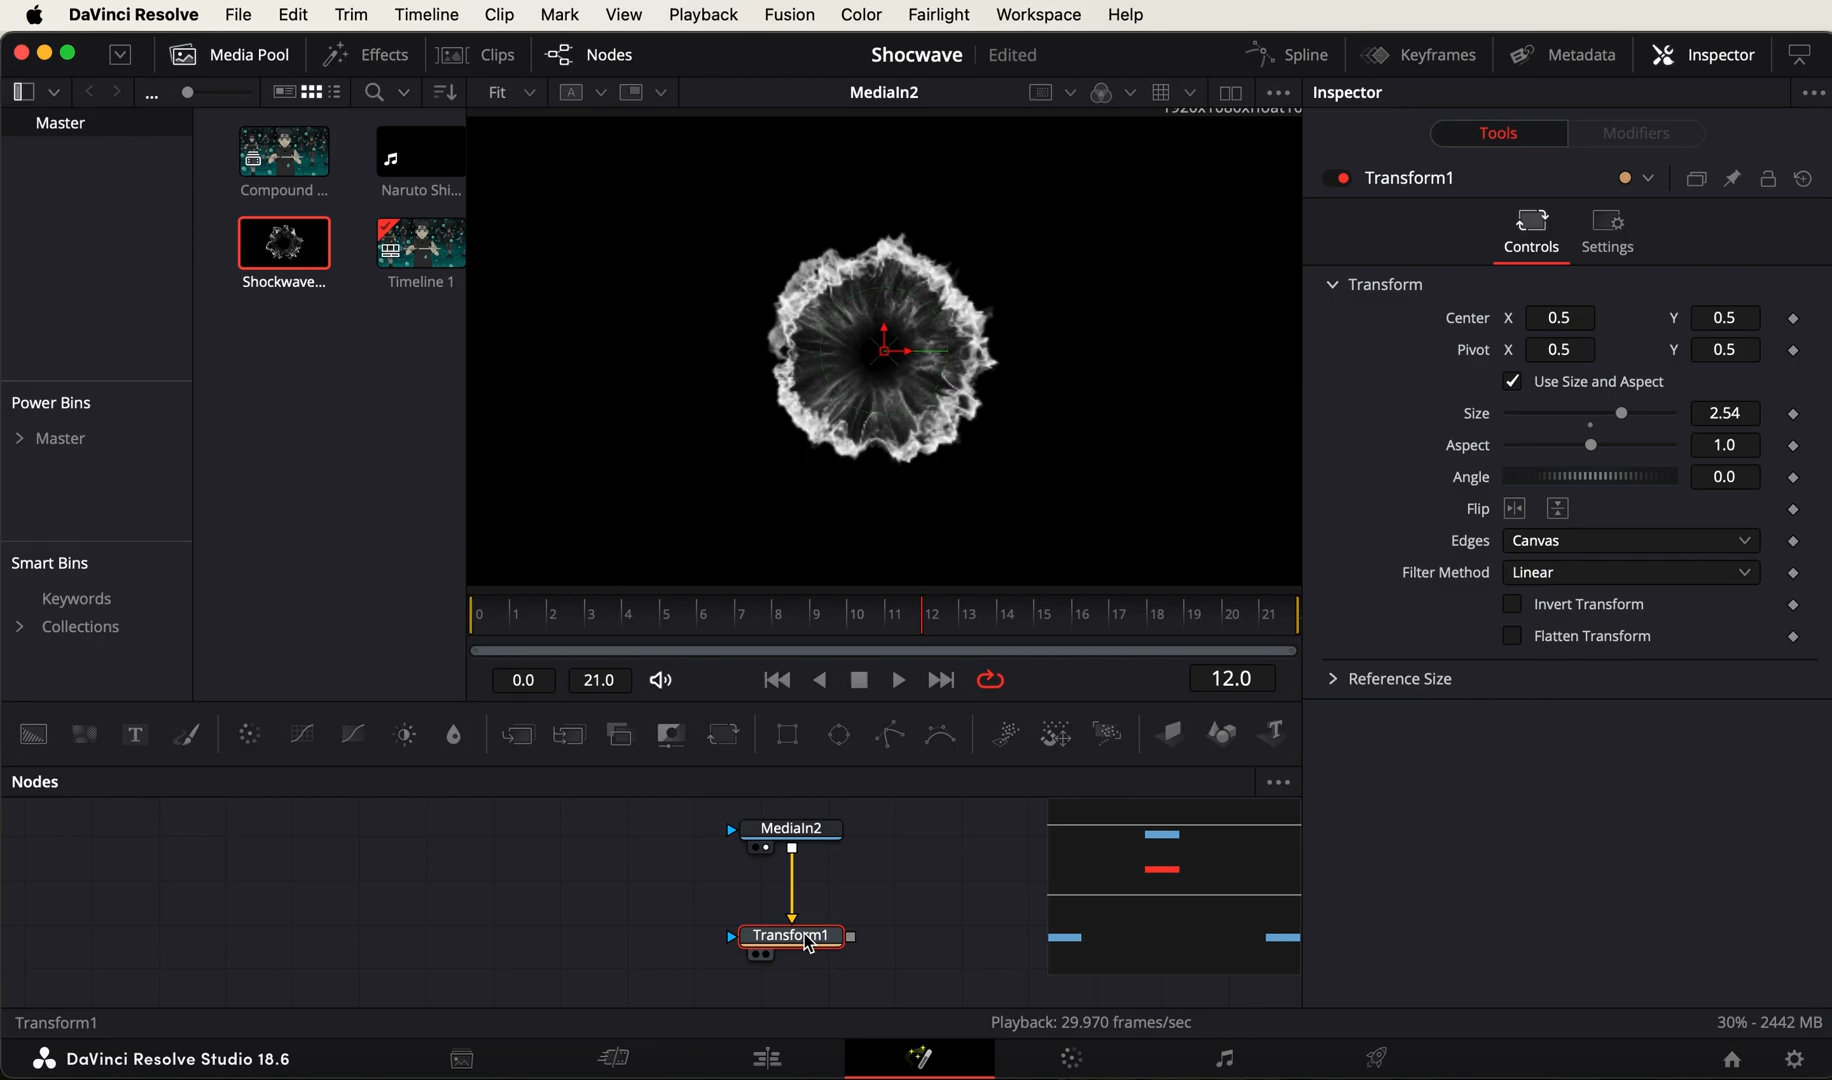 DaVinci Resolve File Edit Trim Timeline Clip Mark View Playback Fusion Color Fairlight Workspace Help
Media Pool Effects Clips Nodes Shocwave Edited Spline Keyframes Metadata Inspector
... Fit A MediaIn2 ... Inspector ...
Master
Tools Modifiers
Compound ... Naruto Shi...
Transform1
Controls Settings
Shockwave... Timeline 1
Transform
Center X 0.5 Y 0.5
Pivot X 0.5 Y 0.5
Use Size and Aspect
Power Bins
Size 2.54
Master
Aspect 1.0
Angle 0.0
Flip
Edges Canvas
Smart Bins
Filter Method Linear
Keywords
0 1 2 3 4 5 6 7 8 9 10 11 12 13 14 15 16 17 18 19 20 21
Invert Transform
Collections
Flatten Transform
0.0 21.0 12.0
Reference Size
T T
Nodes ...
MediaIn2
Transform1
Transform1 Playback: 29.970 frames/sec 30% - 2442 MB
DaVinci Resolve Studio 18.6